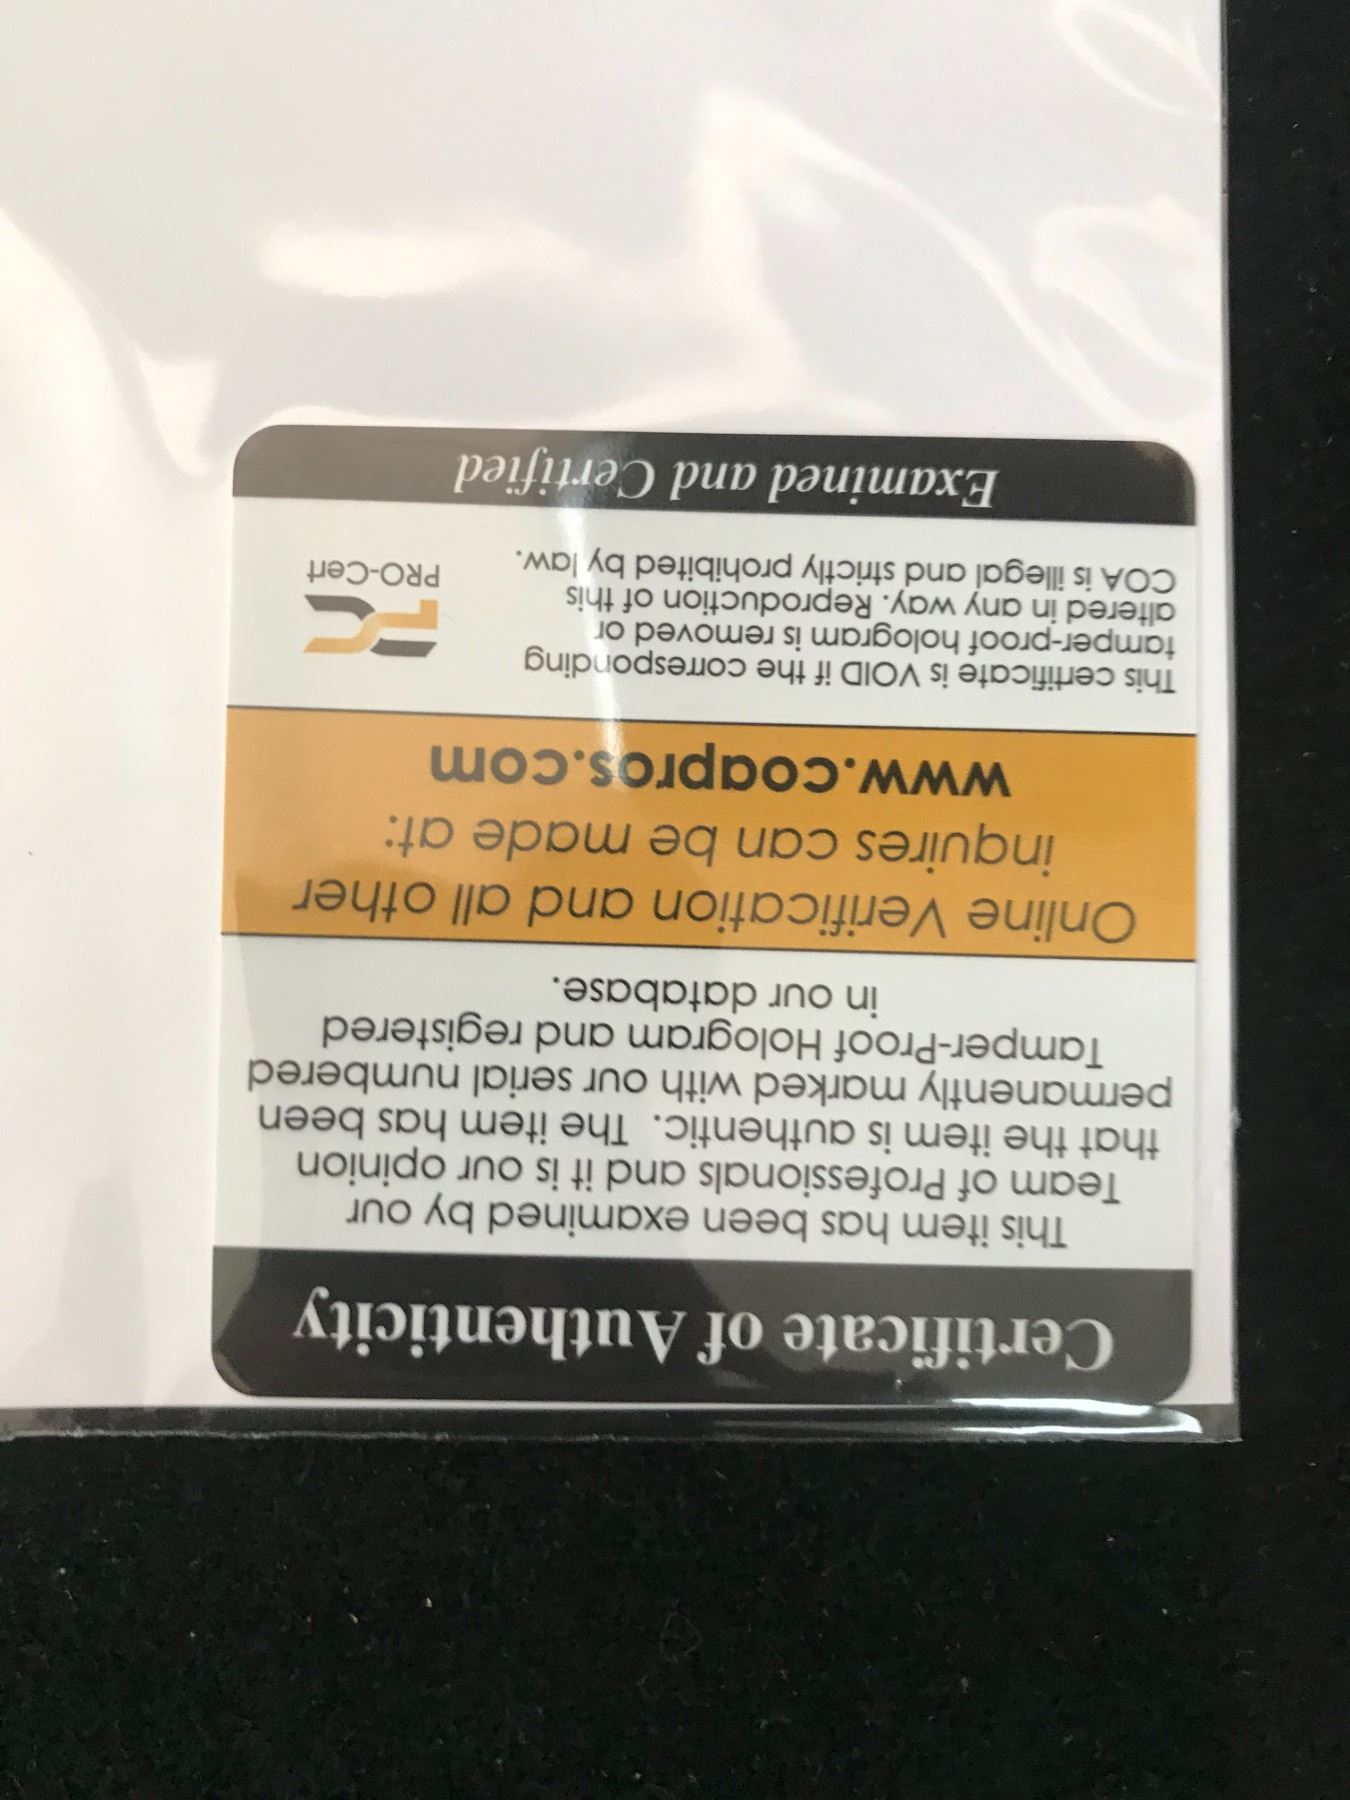 Certificate of Authenticity
This item has been examined by our
Team of Professionals and it is our opinion
that the item is authentic. The item has been
permanently marked with our serial numbered
Tamper-Proof Hologram and registered
in our database.
Online Verification and all other
inquires can be made at:
www.coapros.com
This certificate is VOID if the corresponding
tamper-proof hologram is removed or
altered in any way. Reproduction of this
COA is illegal and strictly prohibited by law.
PC
PRO-Cert
Examined and Certified